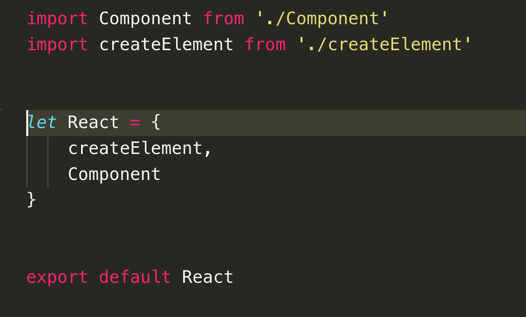 import Component from './Component'
import createElement from './createElement'
let React = {
createElement,
Component
}
export default React